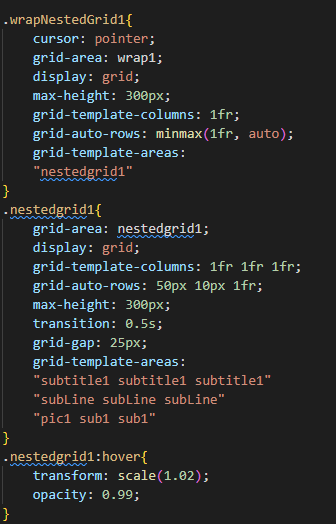 .wrapNestedGrid1{
cursor: pointer;
grid-area: wrap1;
display: grid;
max-height: 300px;
grid-template-columns: 1fr;
grid-auto-rows: minmax(1fr, auto);
grid-template-areas:
"nestedgrid1"
}
.nestedgrid1{
grid-area: nestedgrid1;
display: grid;
grid-template-columns: 1fr 1fr 1fr;
grid-auto-rows: 50px 10px 1fr;
max-height: 300px;
transition: 0.5s;
grid-gap: 25px;
grid-template-areas:
"subtitle1 subtitle1 subtitle1"
"subLine subLine subLine"
"pic1 sub1 sub1"
}
.nestedgrid1:hover{
transform: scale(1.02);
opacity: 0.99;
}